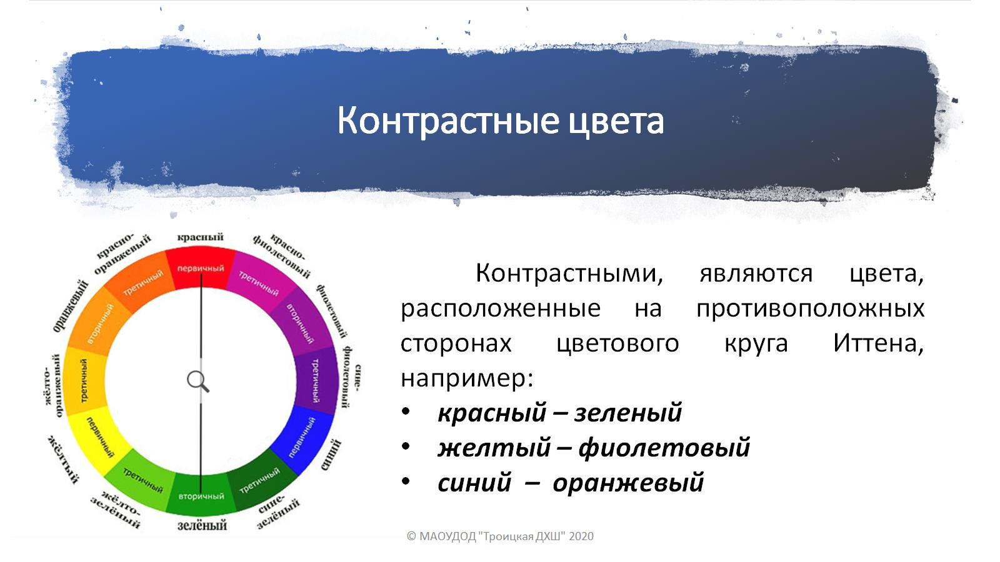 Контрастные цвета
красный
красно-
фиолетовый
фиолетовый
сине-
фиолетовый
синий
сине-
зелёный
зелёный
жёлто-
зелёный
жёлтый
жёлто-
оранжевый
оранжевый
красно-
оранжевый
первичный
третичный
вторичный
третичный
первичный
третичный
вторичный
третичный
первичный
третичный
вторичный
третичный
Контрастными, являются цвета,
расположенные на противоположных
сторонах цветового круга Иттена,
например:
• красный – зеленый
• желтый – фиолетовый
• синий – оранжевый
© МАОУДОД "Троицкая ДХШ" 2020